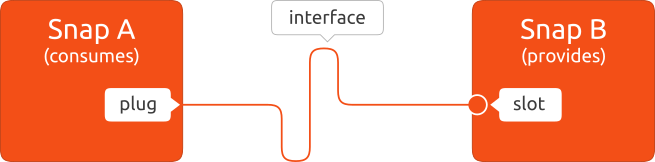 Snap A
(consumes)
plug
interface
Snap B
(provides)
slot